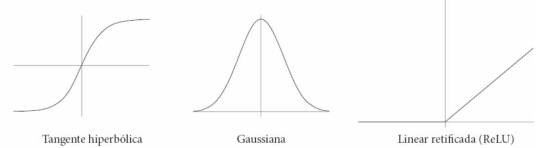 Tangente hiperbólica
Gaussiana
Linear retificada (ReLU)